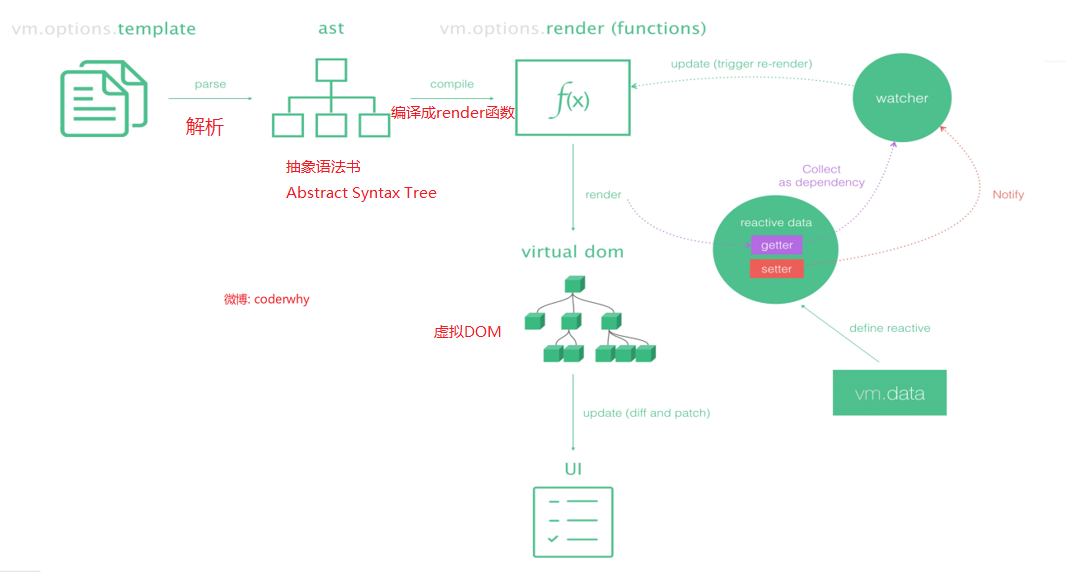 vm.options.template
ast
vm.options.render (functions)
parse
解析
compile
编译成render函数
f(x)
update (trigger re-render)
watcher
抽象语法书
Abstract Syntax Tree
Collect
as dependency
Notify
render
reactive data
getter
setter
virtual dom
微博: coderwhy
虚拟DOM
define reactive
vm.data
update (diff and patch)
UI